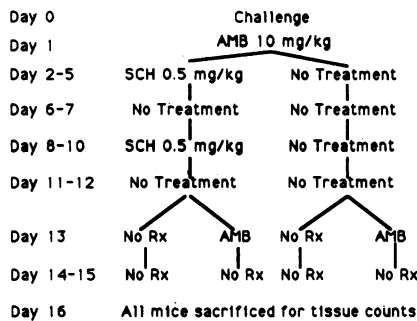 Day 0 Challenge
Day 1 AMB 10 mg/kg
Day 2-5 SCH 0.5 mg/kg No Treatment
Day 6-7 No Treatment No Treatment
Day 8-10 SCH 0.5 mg/kg No Treatment
Day 11-12 No Treatment No Treatment
Day 13 No Rx AMB No Rx AMB
Day 14-15 No Rx No Rx No Rx No Rx
Day 16 All mice sacrificed for tissue counts